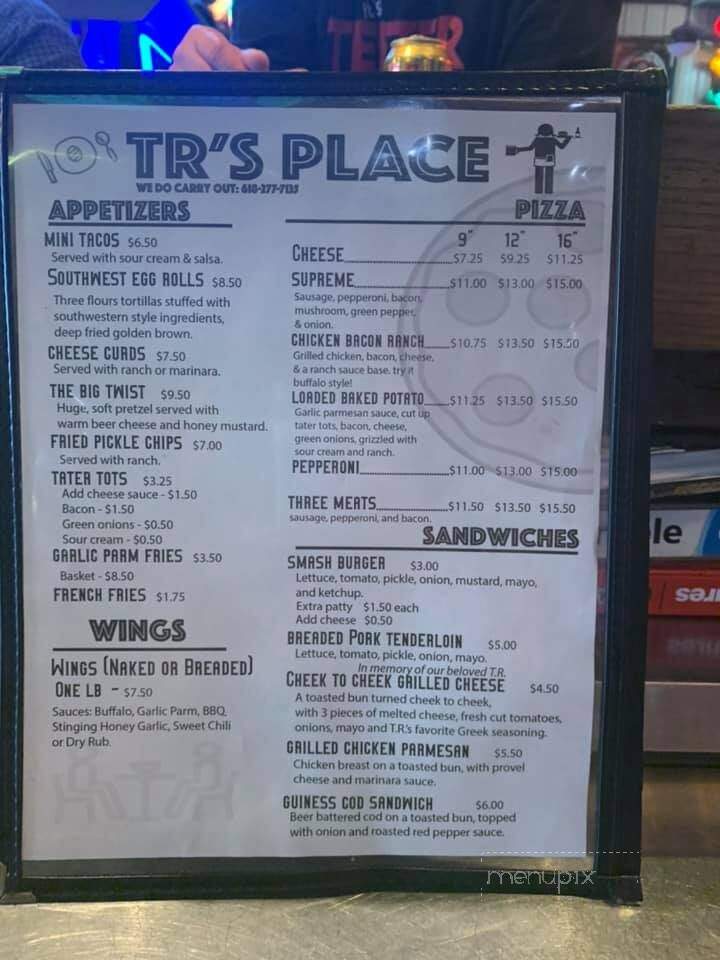 TR'S PLACE
WE DO CARRY OUT: 618-277-7135
APPETIZERS
MINI TACOS $6.50
Served with sour cream & salsa.
SOUTHWEST EGG ROLLS $8.50
Three flours tortillas stuffed with
southwestern style ingredients,
deep fried golden brown.
CHEESE CURDS $7.50
Served with ranch or marinara.
THE BIG TWIST $9.50
Huge, soft pretzel served with
warm beer cheese and honey mustard.
FRIED PICKLE CHIPS $7.00
Served with ranch.
TATER TOTS $3.25
Add cheese sauce - $1.50
Bacon - $1.50
Green onions - $0.50
Sour cream - $0.50
GARLIC PARM FRIES $3.50
Basket - $8.50
FRENCH FRIES $1.75
WINGS
WINGS (NAKED OR BREADED)
ONE LB - $7.50
Sauces: Buffalo, Garlic Parm, BBQ,
Stinging Honey Garlic, Sweet Chili
or Dry Rub.
PIZZA
9" 12" 16"
CHEESE $7.25 $9.25 $11.25
SUPREME $11.00 $13.00 $15.00
Sausage, pepperoni, bacon,
mushroom, green pepper,
& onion.
CHICKEN BACON RANCH $10.75 $13.50 $15.50
Grilled chicken, bacon, cheese,
& a ranch sauce base. try it
buffalo style!
LOADED BAKED POTATO $11.25 $13.50 $15.50
Garlic parmesan sauce, cut up
tater tots, bacon, cheese,
green onions, grizzled with
sour cream and ranch.
PEPPERONI $11.00 $13.00 $15.00
THREE MEATS $11.50 $13.50 $15.50
sausage, pepperoni, and bacon.
SANDWICHES
SMASH BURGER $3.00
Lettuce, tomato, pickle, onion, mustard, mayo,
and ketchup.
Extra patty $1.50 each
Add cheese $0.50
BREADED PORK TENDERLOIN $5.00
Lettuce, tomato, pickle, onion, mayo.
In memory of our beloved T.R.
CHEEK TO CHEEK GRILLED CHEESE $4.50
A toasted bun turned cheek to cheek,
with 3 pieces of melted cheese, fresh cut tomatoes,
onions, mayo and T.R.'s favorite Greek seasoning.
GRILLED CHICKEN PARMESAN $5.50
Chicken breast on a toasted bun, with provel
cheese and marinara sauce.
GUINESS COD SANDWICH $6.00
Beer battered cod on a toasted bun, topped
with onion and roasted red pepper sauce.
menupix